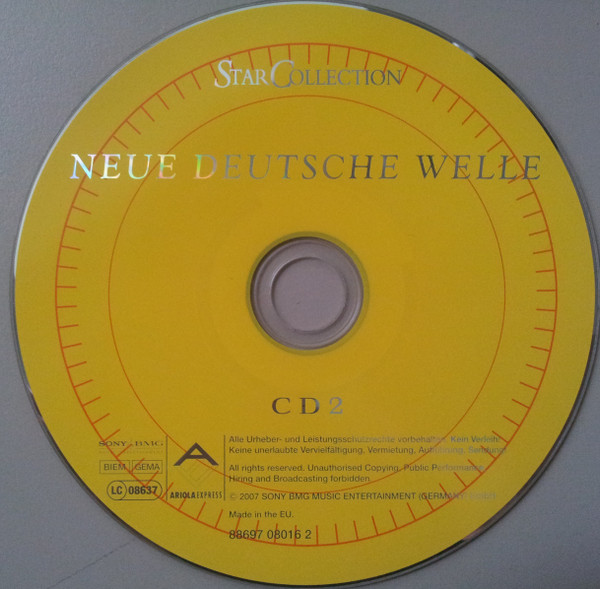 STARCOLLECTION
NEUE DEUTSCHE WELLE
CD 2
SONY BMG
BIEM GEMA
LC 08637
A
ARIOLA EXPRESS
Alle Urheber- und Leistungsschutzrechte vorbehalten. Kein Verleih!
Keine unerlaubte Vervielfältigung, Vermietung, Aufführung, Sendung!
All rights reserved. Unauthorised Copying, Public Performance,
Hiring and Broadcasting forbidden.
© 2007 SONY BMG MUSIC ENTERTAINMENT (GERMANY)
Made in the EU.
88697 08016 2